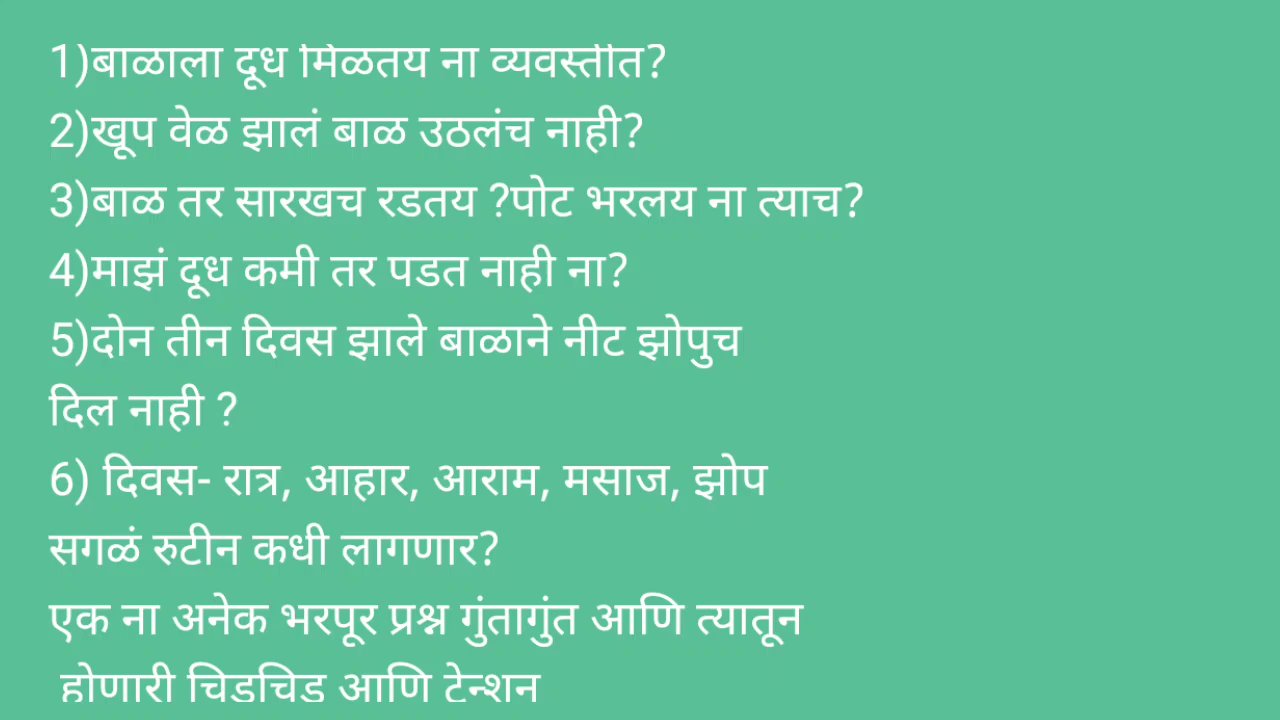 1)बाळाला दूध मिळतय ना व्यवस्तीत?
2)खूप वेळ झालं बाळ उठलंच नाही?
3)बाळ तर सारखच रडतय ?पोट भरलय ना त्याच?
4)माझं दूध कमी तर पडत नाही ना?
5)दोन तीन दिवस झाले बाळाने नीट झोपुच
दिल नाही ?
6) दिवस- रात्र, आहार, आराम, मसाज, झोप
सगळं रुटीन कधी लागणार?
एक ना अनेक भरपूर प्रश्न गुंतागुंत आणि त्यातून
होणारी चिडचिड आणि टेन्शन